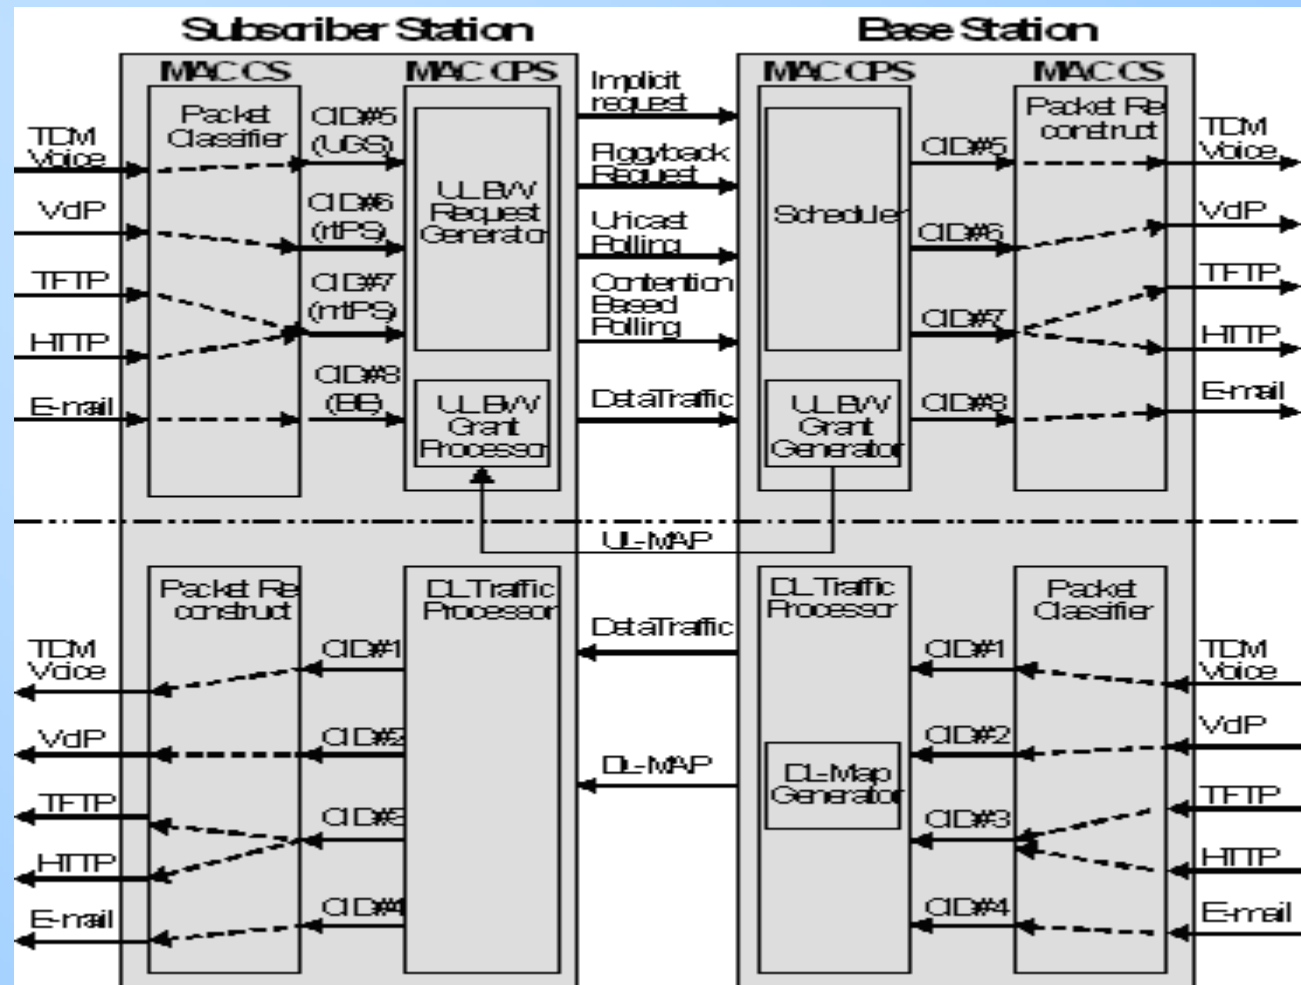 Subscriber Station
Base Station
MAC CS
MAC CPS
MAC CPS
MAC CS
TDM
Voice
VoIP
TFTP
HTTP
E-mail
Packet
Classifier
CID#5
(UGS)
CID#6
(rtPS)
CID#7
(nrtPS)
CID#8
(BE)
UL BW
Request
Generator
UL BW
Grant
Processor
Implicit
request
Piggyback
Request
Unicast
Polling
Contention
Based
Polling
Data Traffic
Scheduler
UL BW
Grant
Generator
CID#5
CID#6
CID#7
CID#8
Packet Re
construct
TDM
Voice
VoIP
TFTP
HTTP
E-mail
UL-MAP
TDM
Voice
VoIP
TFTP
HTTP
E-mail
Packet Re
construct
CID#1
CID#2
CID#3
CID#4
DL Traffic
Processor
Data Traffic
DL-MAP
DL Traffic
Processor
DL-Map
Generator
CID#1
CID#2
CID#3
CID#4
Packet
Classifier
TDM
Voice
VoIP
TFTP
HTTP
E-mail